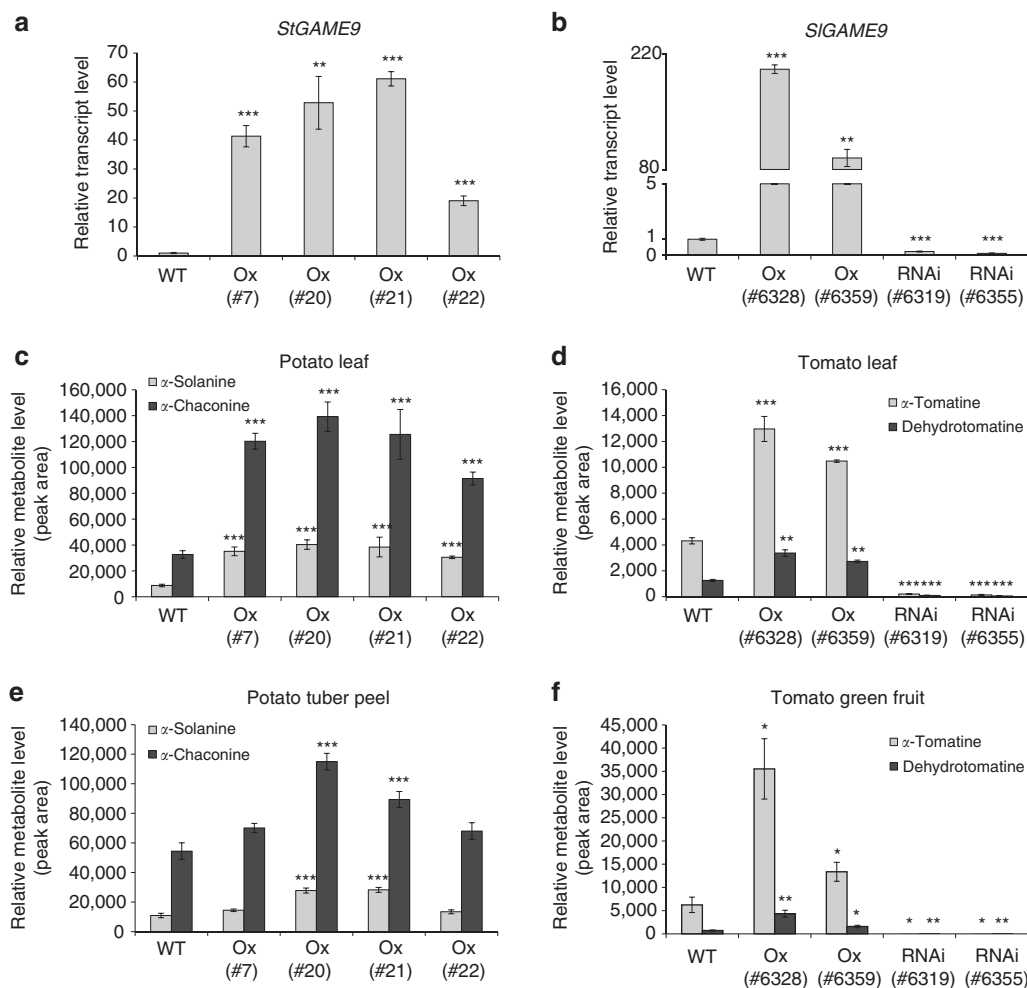 a
StGAME9
Relative transcript level
70
60
50
40
30
20
10
0
***
**
***
***
WT
Ox
(#7)
Ox
(#20)
Ox
(#21)
Ox
(#22)
b
SlGAME9
Relative transcript level
220
80
5
1
0
***
**
***
***
WT
Ox
(#6328)
Ox
(#6359)
RNAi
(#6319)
RNAi
(#6355)
c
Potato leaf
Relative metabolite level
(peak area)
160,000
140,000
120,000
100,000
80,000
60,000
40,000
20,000
0
α-Solanine
α-Chaconine
***
***
***
***
***
***
***
***
WT
Ox
(#7)
Ox
(#20)
Ox
(#21)
Ox
(#22)
d
Tomato leaf
Relative metabolite level
(peak area)
16,000
14,000
12,000
10,000
8,000
6,000
4,000
2,000
0
α-Tomatine
Dehydrotomatine
***
**
***
**
******
******
WT
Ox
(#6328)
Ox
(#6359)
RNAi
(#6319)
RNAi
(#6355)
e
Potato tuber peel
Relative metabolite level
(peak area)
140,000
120,000
100,000
80,000
60,000
40,000
20,000
0
α-Solanine
α-Chaconine
***
***
***
***
WT
Ox
(#7)
Ox
(#20)
Ox
(#21)
Ox
(#22)
f
Tomato green fruit
Relative metabolite level
(peak area)
45,000
40,000
35,000
30,000
25,000
20,000
15,000
10,000
5,000
0
α-Tomatine
Dehydrotomatine
*
**
*
*
* **
* **
WT
Ox
(#6328)
Ox
(#6359)
RNAi
(#6319)
RNAi
(#6355)